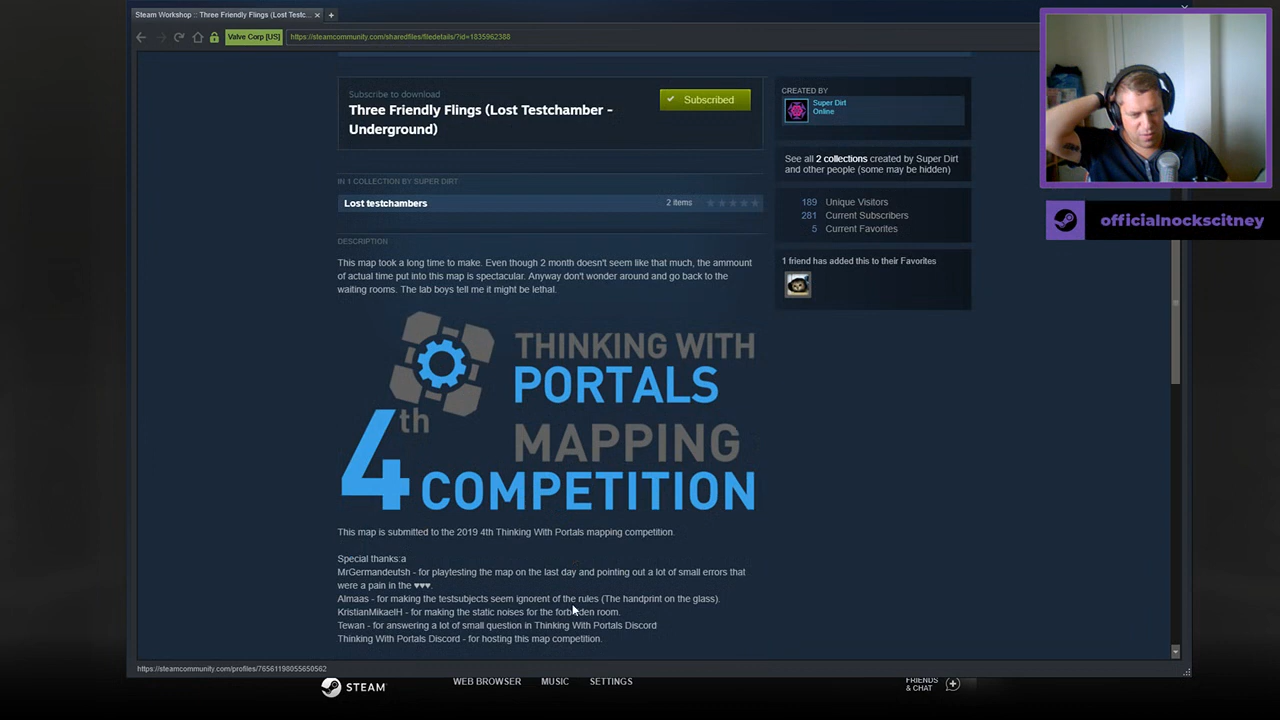 Steam Workshop :: Three Friendly Flings (Lost Testc...
Valve Corp [US]
https://steamcommunity.com/sharedfiles/filedetails/?id=1835962388
Subscribe to download
Three Friendly Flings (Lost Testchamber -
Underground)
Subscribed
CREATED BY
Super Dirt
Online
See all 2 collections created by Super Dirt
and other people (some may be hidden)
IN 1 COLLECTION BY SUPER DIRT
Lost testchambers
2 items
189 Unique Visitors
281 Current Subscribers
5 Current Favorites
1 friend has added this to their Favorites
DESCRIPTION
This map took a long time to make. Even though 2 month doesn't seem like that much, the ammount
of actual time put into this map is spectacular. Anyway don't wonder around and go back to the
waiting rooms. The lab boys tell me it might be lethal.
THINKING WITH
PORTALS
4th MAPPING
COMPETITION
This map is submitted to the 2019 4th Thinking With Portals mapping competition.
Special thanks:a
MrGermandeutsh - for playtesting the map on the last day and pointing out a lot of small errors that
were a pain in the ♥♥♥.
Almaas - for making the testsubjects seem ignorent of the rules (The handprint on the glass).
KristianMikaelH - for making the static noises for the forbidden room.
Tewan - for answering a lot of small question in Thinking With Portals Discord
Thinking With Portals Discord - for hosting this map competition.
https://steamcommunity.com/profiles/76561198055650562
STEAM
WEB BROWSER
MUSIC
SETTINGS
FRIENDS
& CHAT
officialnockscitney